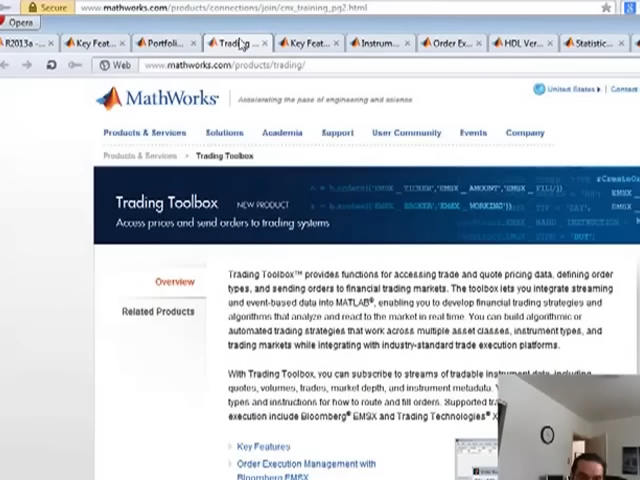 Secure www.mathworks.com/products/connections/join/cnx_training_pg2.html
Opera
R2013a -... Key Feat... Portfoli... Trading ... Key Feat... Instrum... Order Ex... HDL Ver... Statistic...
Web www.mathworks.com/products/trading/
MathWorks Accelerating the pace of engineering and science United States Contact
Products & Services Solutions Academia Support User Community Events Company
Products & Services Trading Toolbox
Trading Toolbox NEW PRODUCT
Access prices and send orders to trading systems
Overview
Related Products
Trading Toolbox™ provides functions for accessing trade and quote pricing data, defining order
types, and sending orders to financial trading markets. The toolbox lets you integrate streaming
and event-based data into MATLAB®, enabling you to develop financial trading strategies and
algorithms that analyze and react to the market in real time. You can build algorithmic or
automated trading strategies that work across multiple asset classes, instrument types, and
trading markets while integrating with industry-standard trade execution platforms.
With Trading Toolbox, you can subscribe to streams of tradable instrument data, including
quotes, volumes, trades, market depth, and instrument metadata.
types and instructions for how to route and fill orders. Supported
execution include Bloomberg® EMSX and Trading Technologies® X
Key Features
Order Execution Management with
Bloomberg EMSX